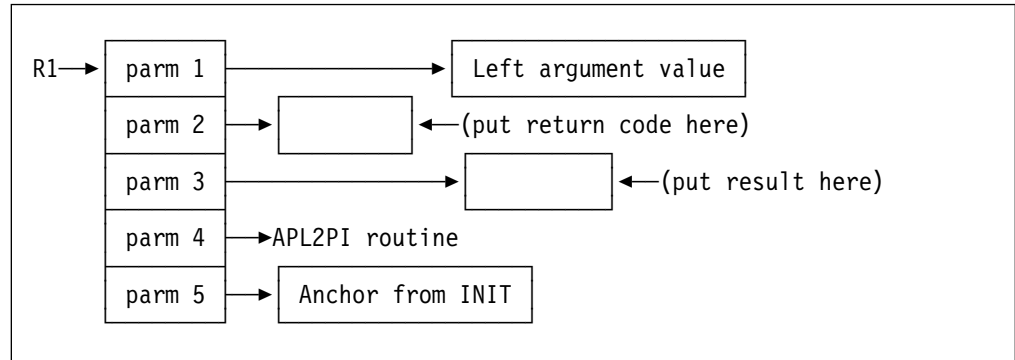 R1 parm 1 Left argument value
parm 2 (put return code here)
parm 3 (put result here)
parm 4 APL2PI routine
parm 5 Anchor from INIT